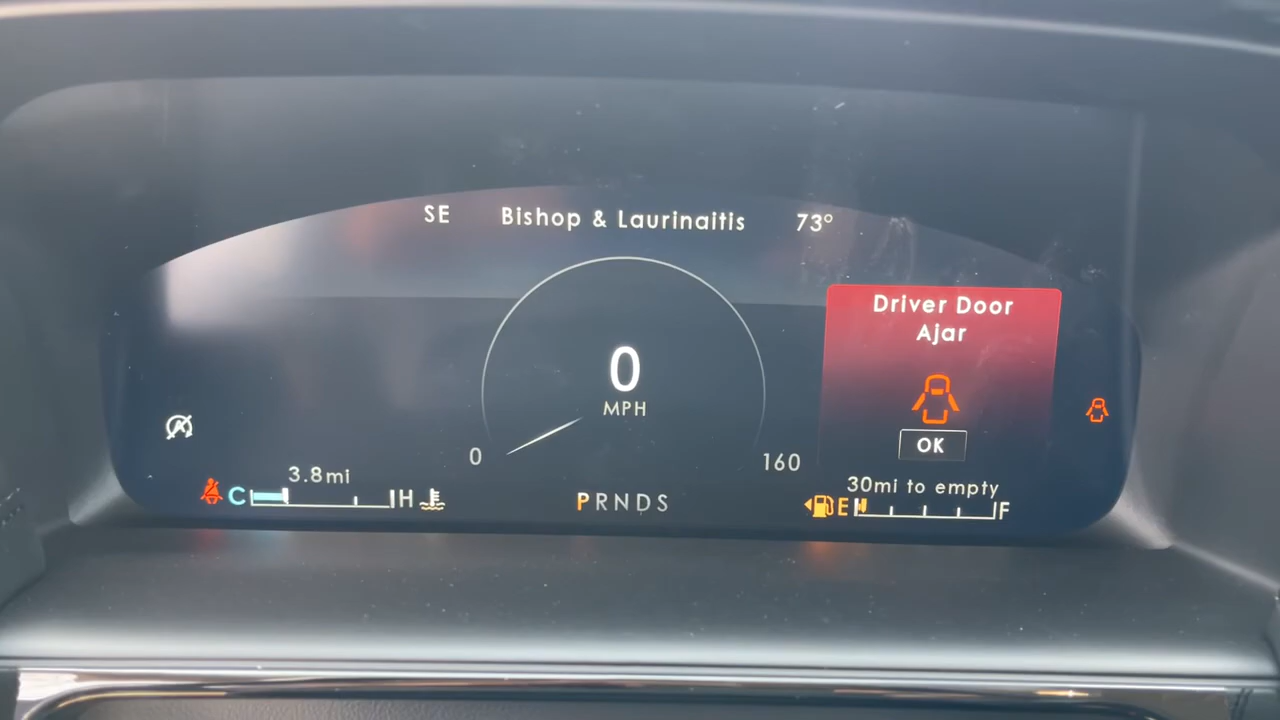 SE Bishop & Laurinaitis 73°
Driver Door
Ajar
0
MPH
OK
0 160
3.8mi
30mi to empty
C H
PRNDS
E F